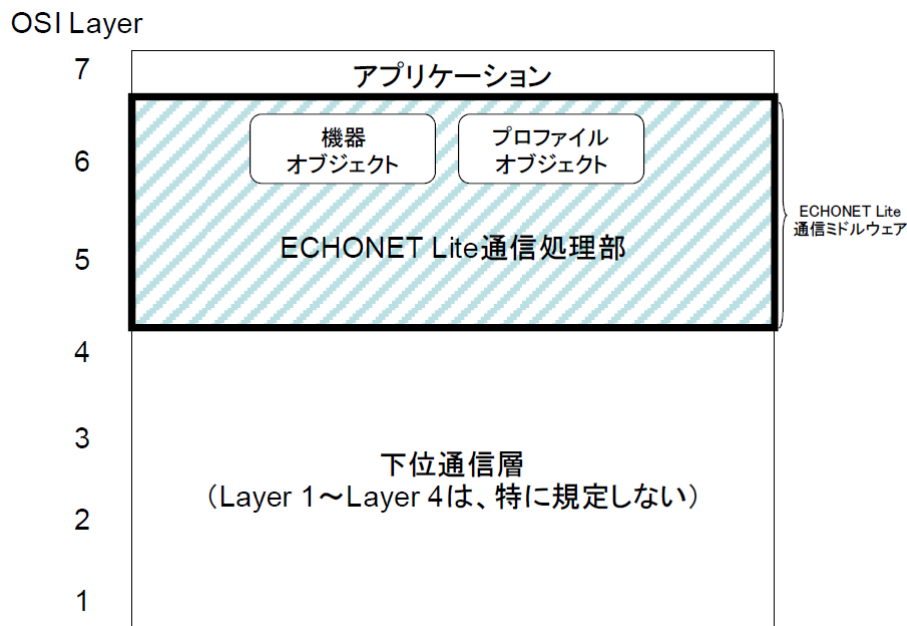 OSI Layer
7
アプリケーション
機器
オブジェクト
プロファイル
オブジェクト
6
ECHONET Lite
通信ミドルウェア
5
ECHONET Lite通信処理部
4
3
下位通信層
（Layer 1～Layer 4は、特に規定しない）
2
1